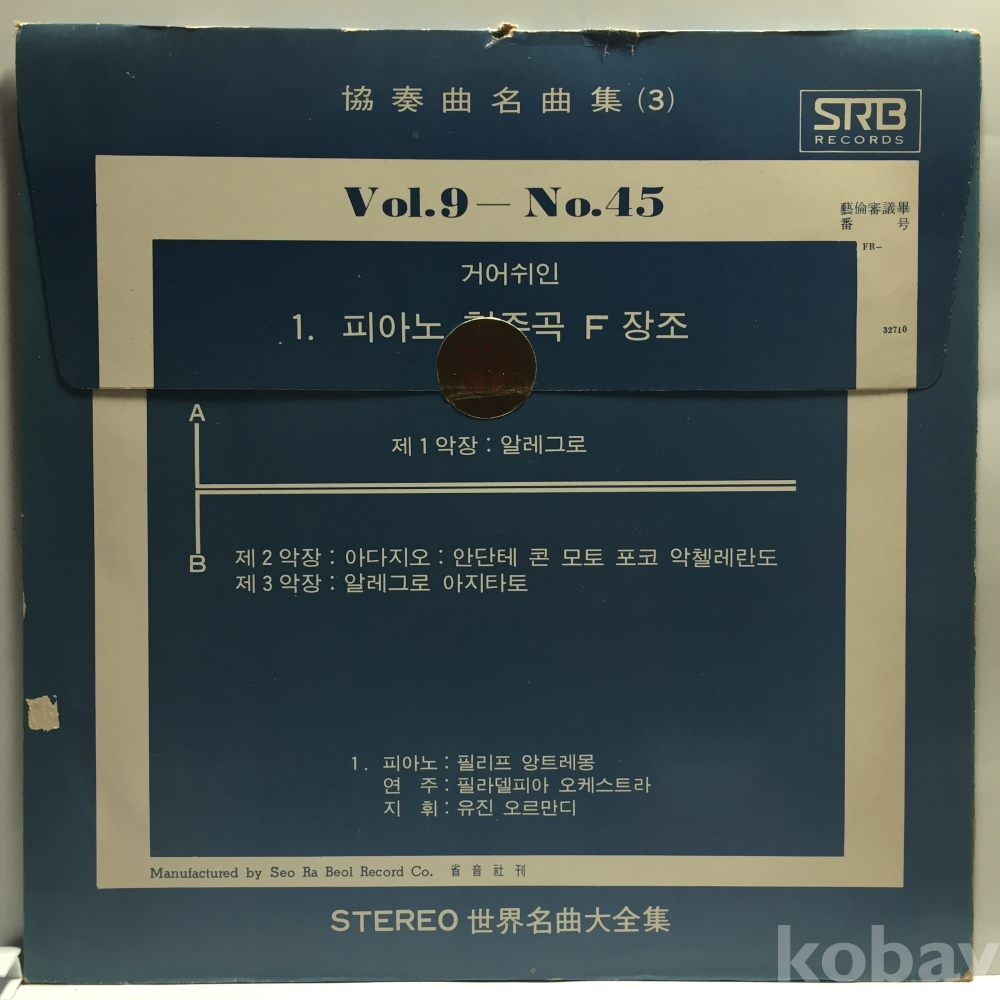 協奏曲名曲集(3)
SRB
RECORDS
Vol.9 — No.45
藝倫審議畢
番 号
FR-
32710
거어쉬인
1. 피아노 협주곡 F 장조
A
제1악장 : 알레그로
B
제2악장 : 아다지오 : 안단테 콘 모토 포코 악첼레란도
제3악장 : 알레그로 아지타토
1. 피아노 : 필리프 앙트레몽
연 주 : 필라델피아 오케스트라
지 휘 : 유진 오르만디
Manufactured by Seo Ra Beol Record Co. 省音社刊
STEREO 世界名曲大全集
kobay